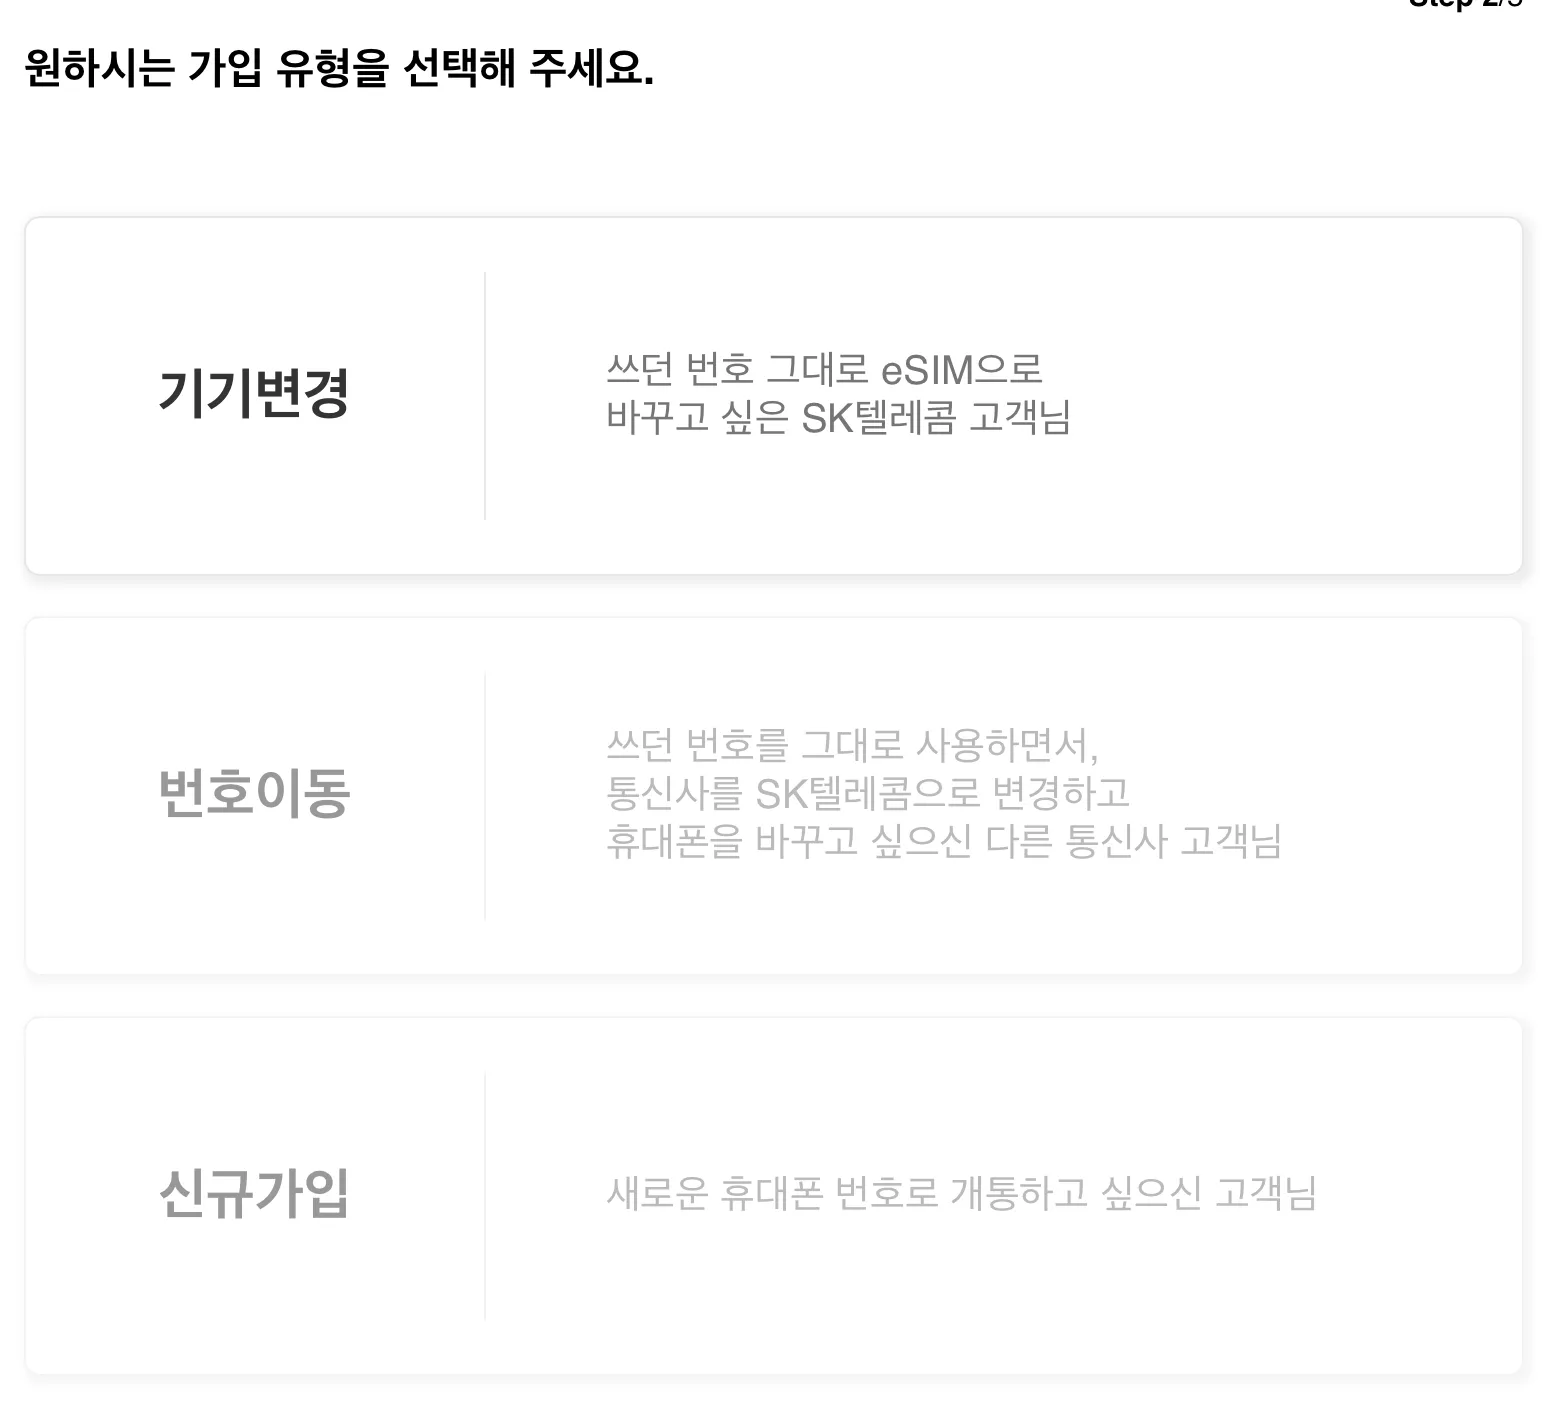 Step 2/5
원하시는 가입 유형을 선택해 주세요.
기기변경
쓰던 번호 그대로 eSIM으로
바꾸고 싶은 SK텔레콤 고객님
번호이동
쓰던 번호를 그대로 사용하면서,
통신사를 SK텔레콤으로 변경하고
휴대폰을 바꾸고 싶으신 다른 통신사 고객님
신규가입
새로운 휴대폰 번호로 개통하고 싶으신 고객님